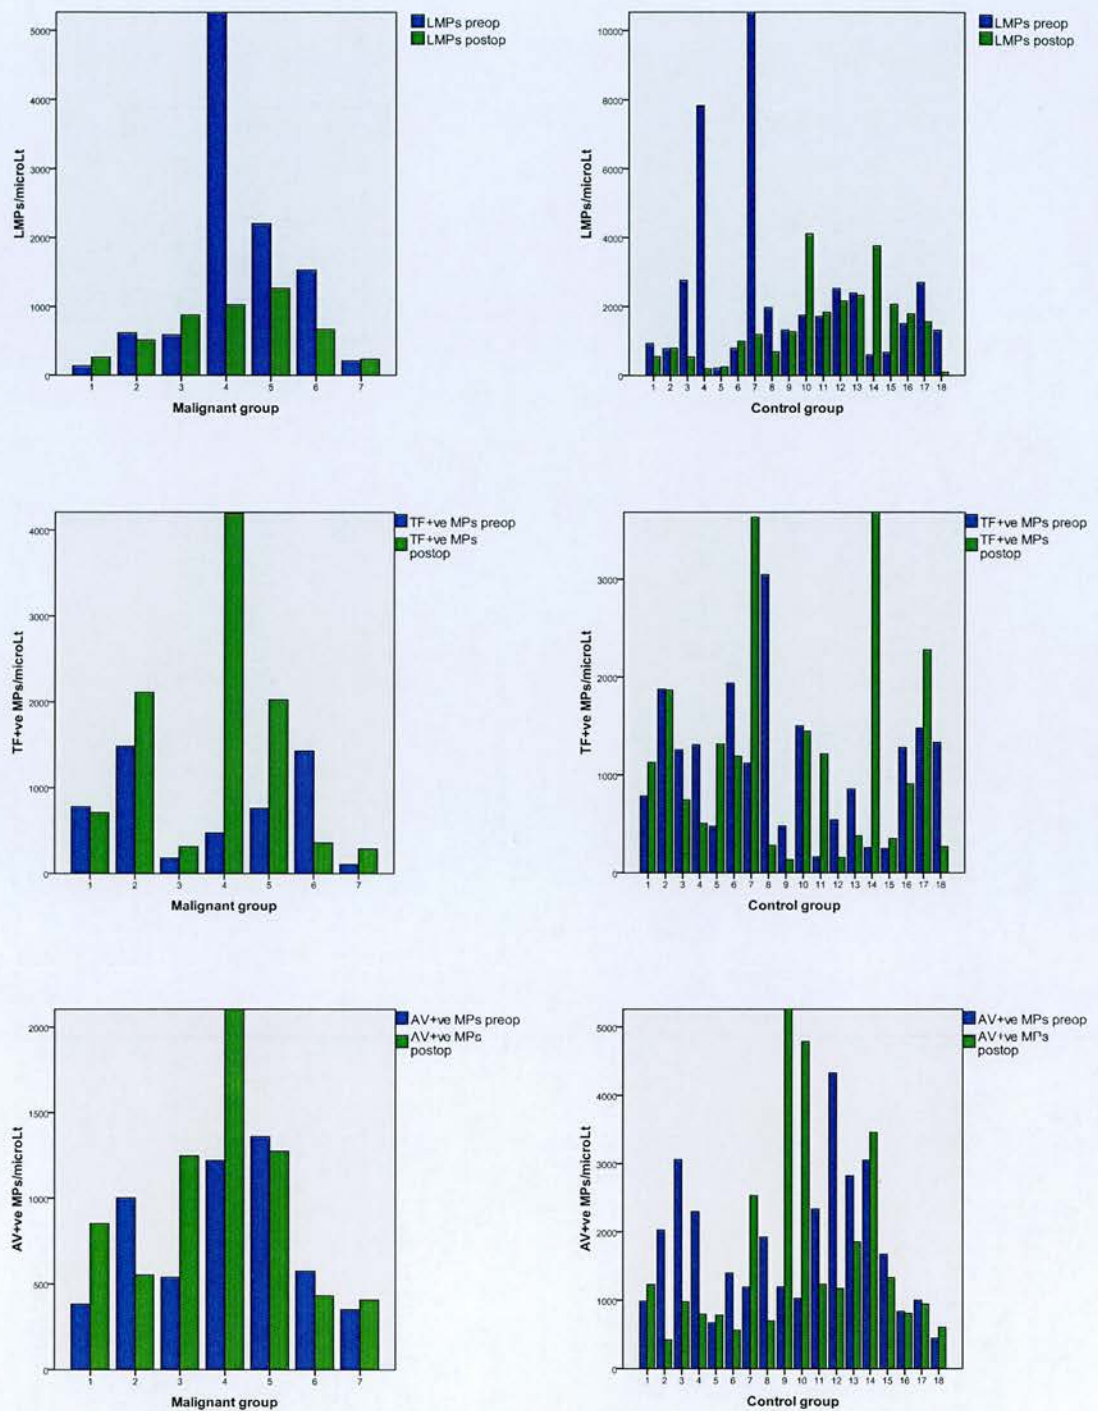 LMPs preop
LMPs postop
5000
4000
3000
2000
1000
0
LMPs/microLt
1 2 3 4 5 6 7
Malignant group
LMPs preop
LMPs postop
10000
8000
6000
4000
2000
0
LMPs/microLt
1 2 3 4 5 6 7 8 9 10 11 12 13 14 15 16 17 18
Control group
TF+ve MPs preop
TF+ve MPs
postop
4000
3000
2000
1000
0
TF+ve MPs/microLt
1 2 3 4 5 6 7
Malignant group
TF+ve MPs preop
TF+ve MPs
postop
3000
2000
1000
0
TF+ve MPs/microLt
1 2 3 4 5 6 7 8 9 10 11 12 13 14 15 16 17 18
Control group
AV+ve MPs preop
AV+ve MPs
postop
2000
1500
1000
500
0
AV+ve MPs/microLt
1 2 3 4 5 6 7
Malignant group
AV+ve MPs preop
AV+ve MPs
postop
5000
4000
3000
2000
1000
0
AV+ve MPs/microLt
1 2 3 4 5 6 7 8 9 10 11 12 13 14 15 16 17 18
Control group